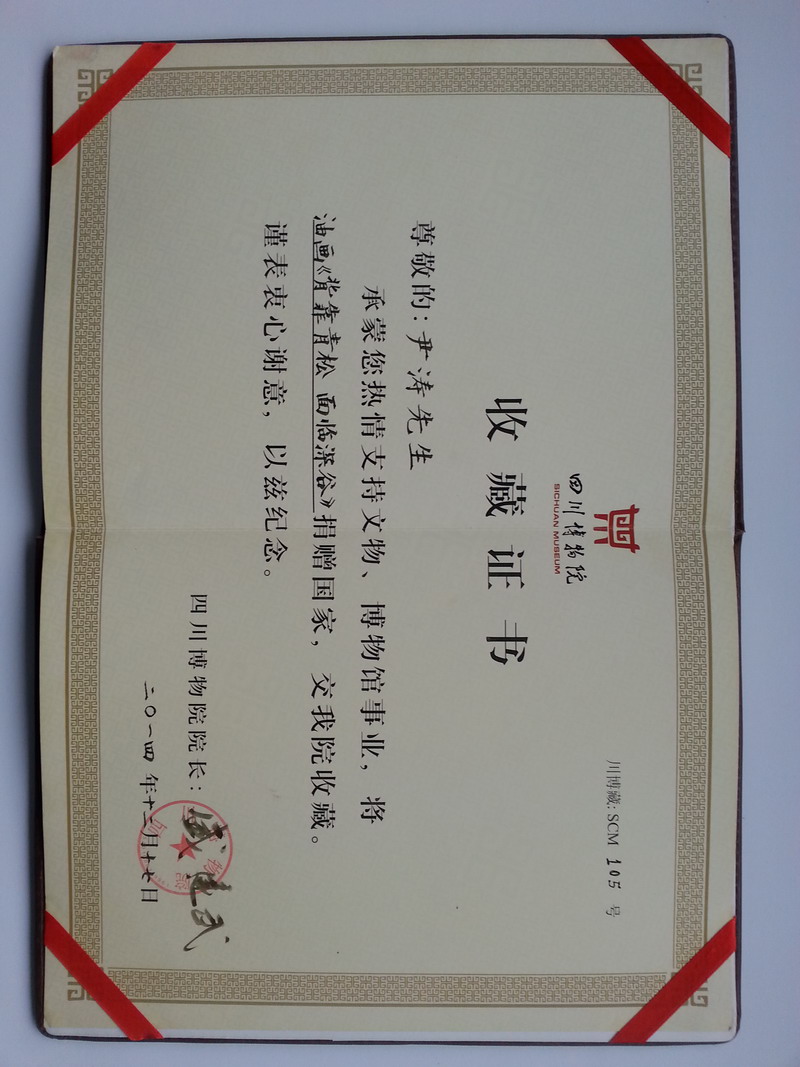 川博藏：SCM 105 号
四川博物院
SICHUAN MUSEUM
收藏证书
尊敬的：尹涛先生
承蒙您热情支持文物、博物馆事业，将
油画《背靠青松 面临深谷》捐赠国家，交我院收藏。
谨表衷心谢意，以兹纪念。
四川博物院院长：盛建武
二〇一四年十二月十七日